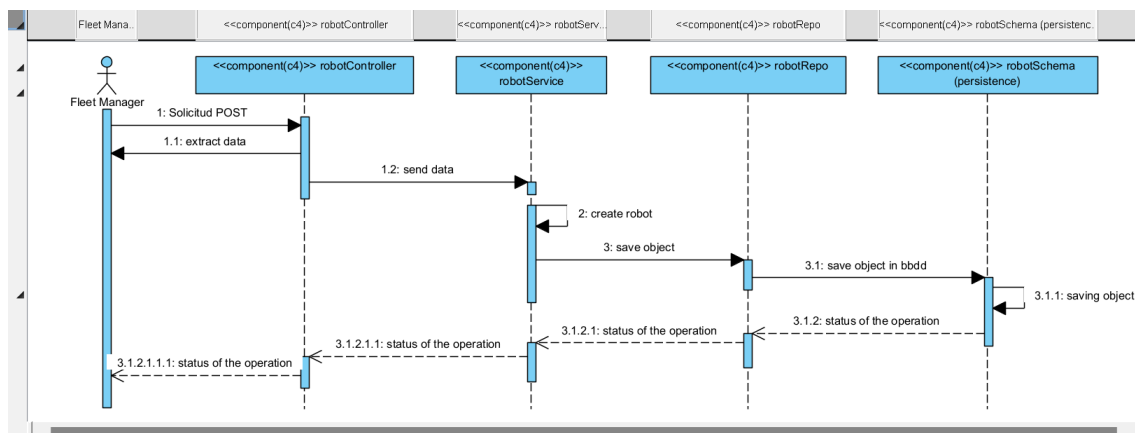 Fleet Mana..
<<component(c4)>> robotController
<<component(c4)>> robotServ...
<<component(c4)>> robotRepo
<<component(c4)>> robotSchema (persistenc.
<<component(c4)>> robotController
<<component(c4)>>
robotService
<<component(c4)>> robotRepo
<<component(c4)>> robotSchema
(persistence)
Fleet Manager
1: Solicitud POST
1.1: extract data
1.2: send data
2: create robot
3: save object
3.1: save object in bbdd
3.1.1: saving object
3.1.2: status of the operation
3.1.2.1: status of the operation
3.1.2.1.1: status of the operation
3.1.2.1.1.1: status of the operation